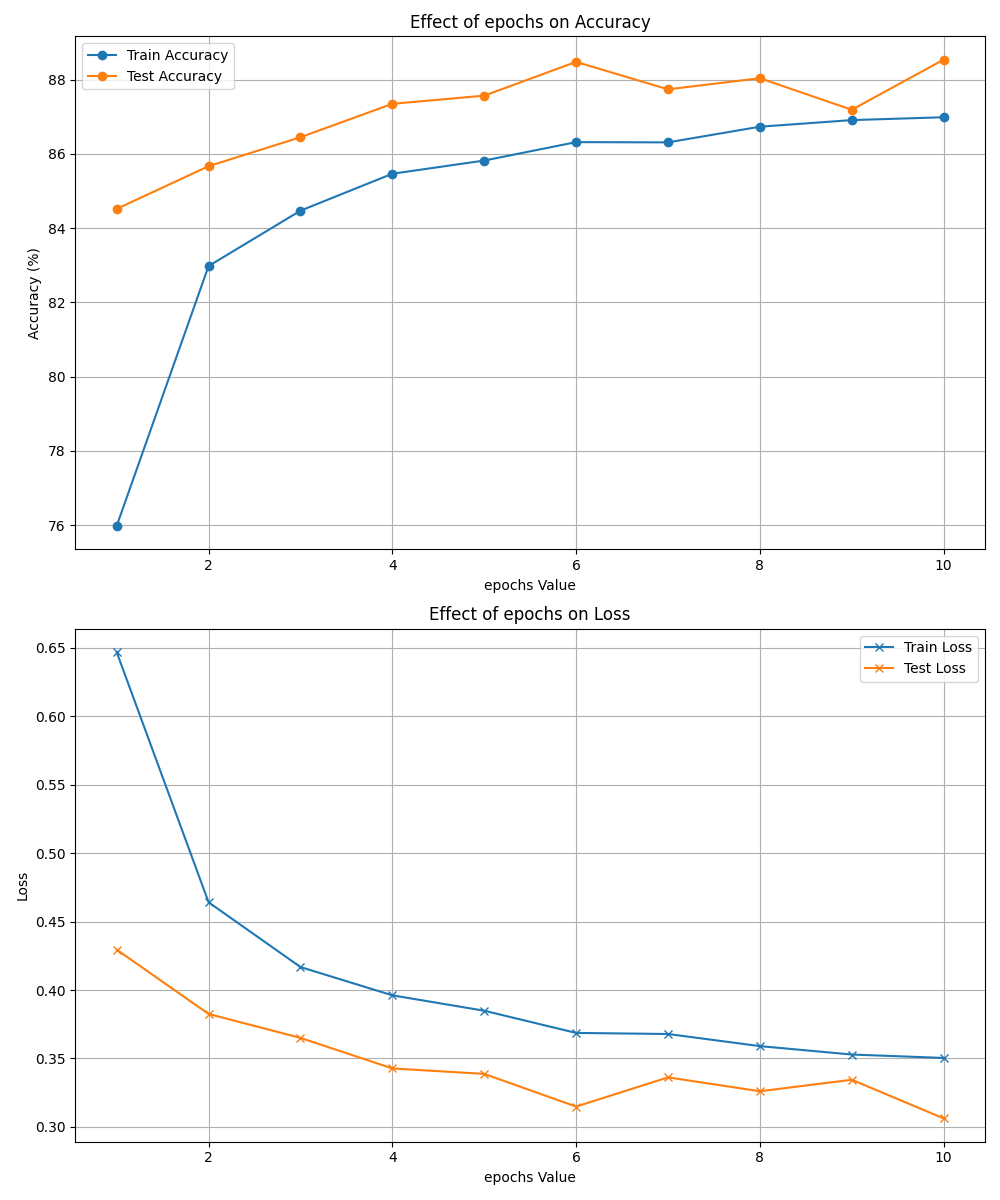 Effect of epochs on Accuracy
Train Accuracy
Test Accuracy
88
86
84
82
80
78
76
Accuracy (%)
2 4 6 8 10
epochs Value
Effect of epochs on Loss
Train Loss
Test Loss
0.65
0.60
0.55
0.50
0.45
0.40
0.35
0.30
Loss
2 4 6 8 10
epochs Value